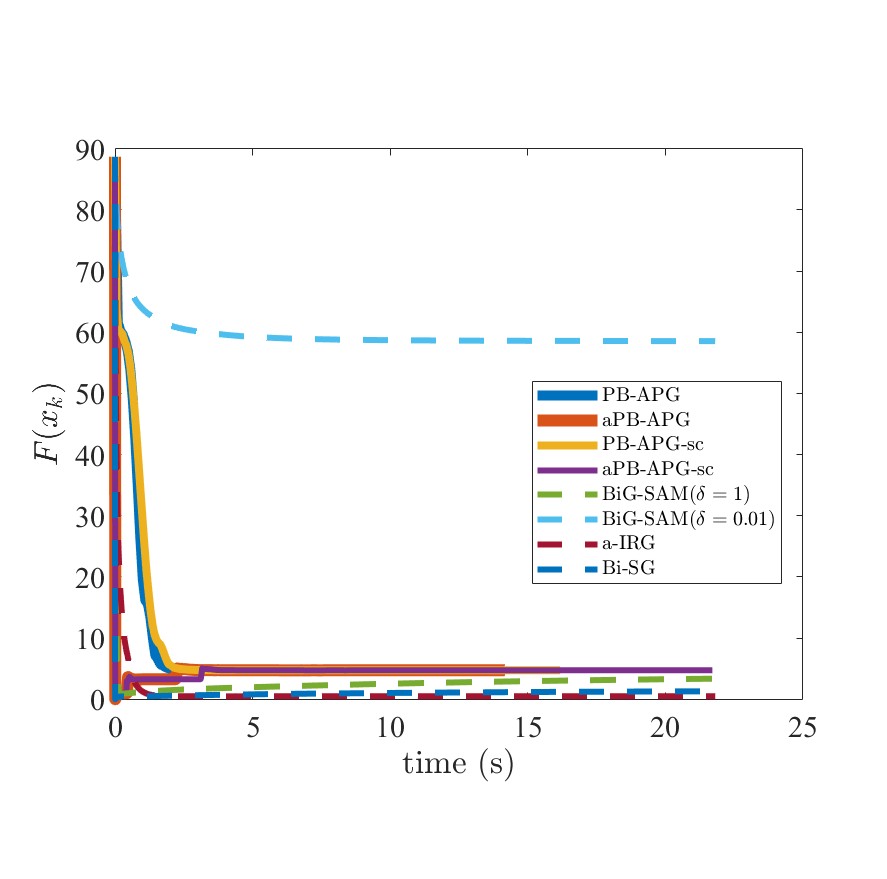 90
80
70
60
50
40
30
20
10
0
F(x_k)
PB-APG
aPB-APG
PB-APG-sc
aPB-APG-sc
BiG-SAM(δ = 1)
BiG-SAM(δ = 0.01)
a-IRG
Bi-SG
0 5 10 15 20 25
time (s)